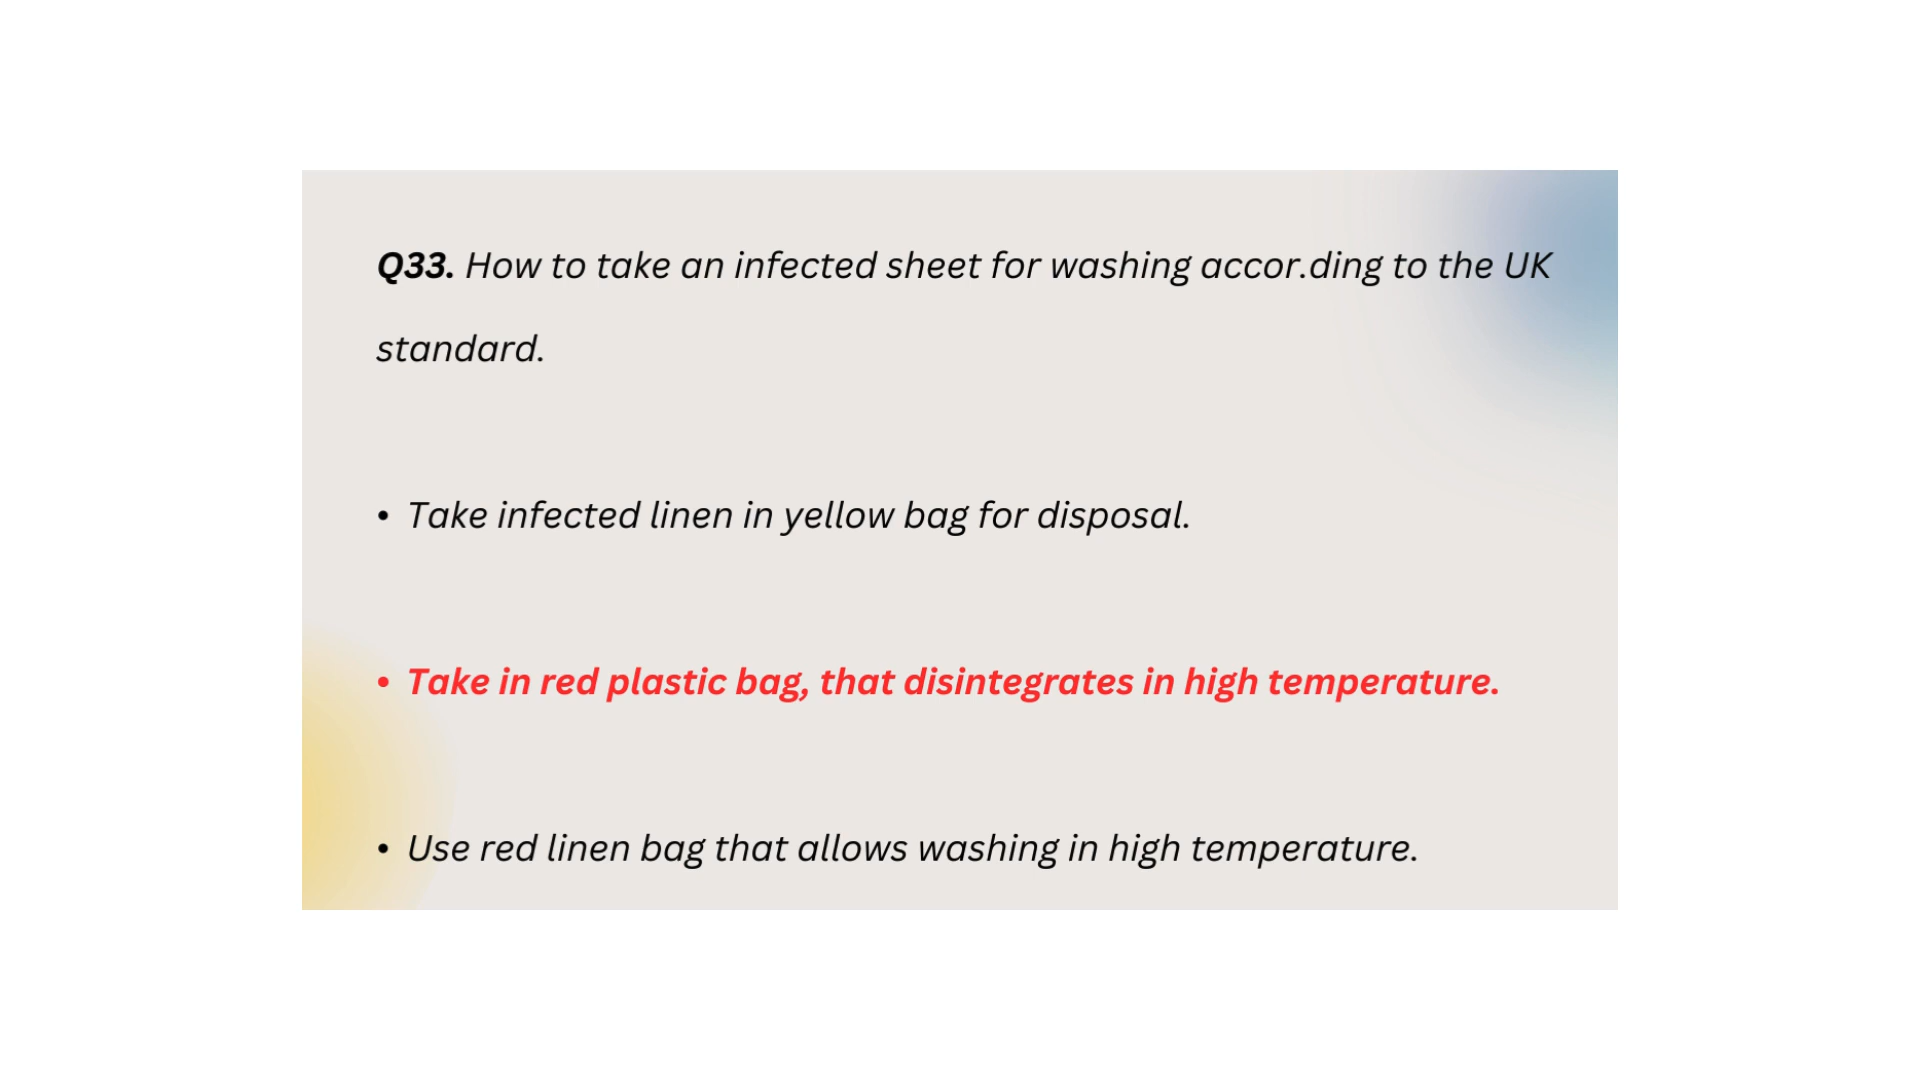 Q33. How to take an infected sheet for washing accor.ding to the UK
standard.
• Take infected linen in yellow bag for disposal.
• Take in red plastic bag, that disintegrates in high temperature.
• Use red linen bag that allows washing in high temperature.